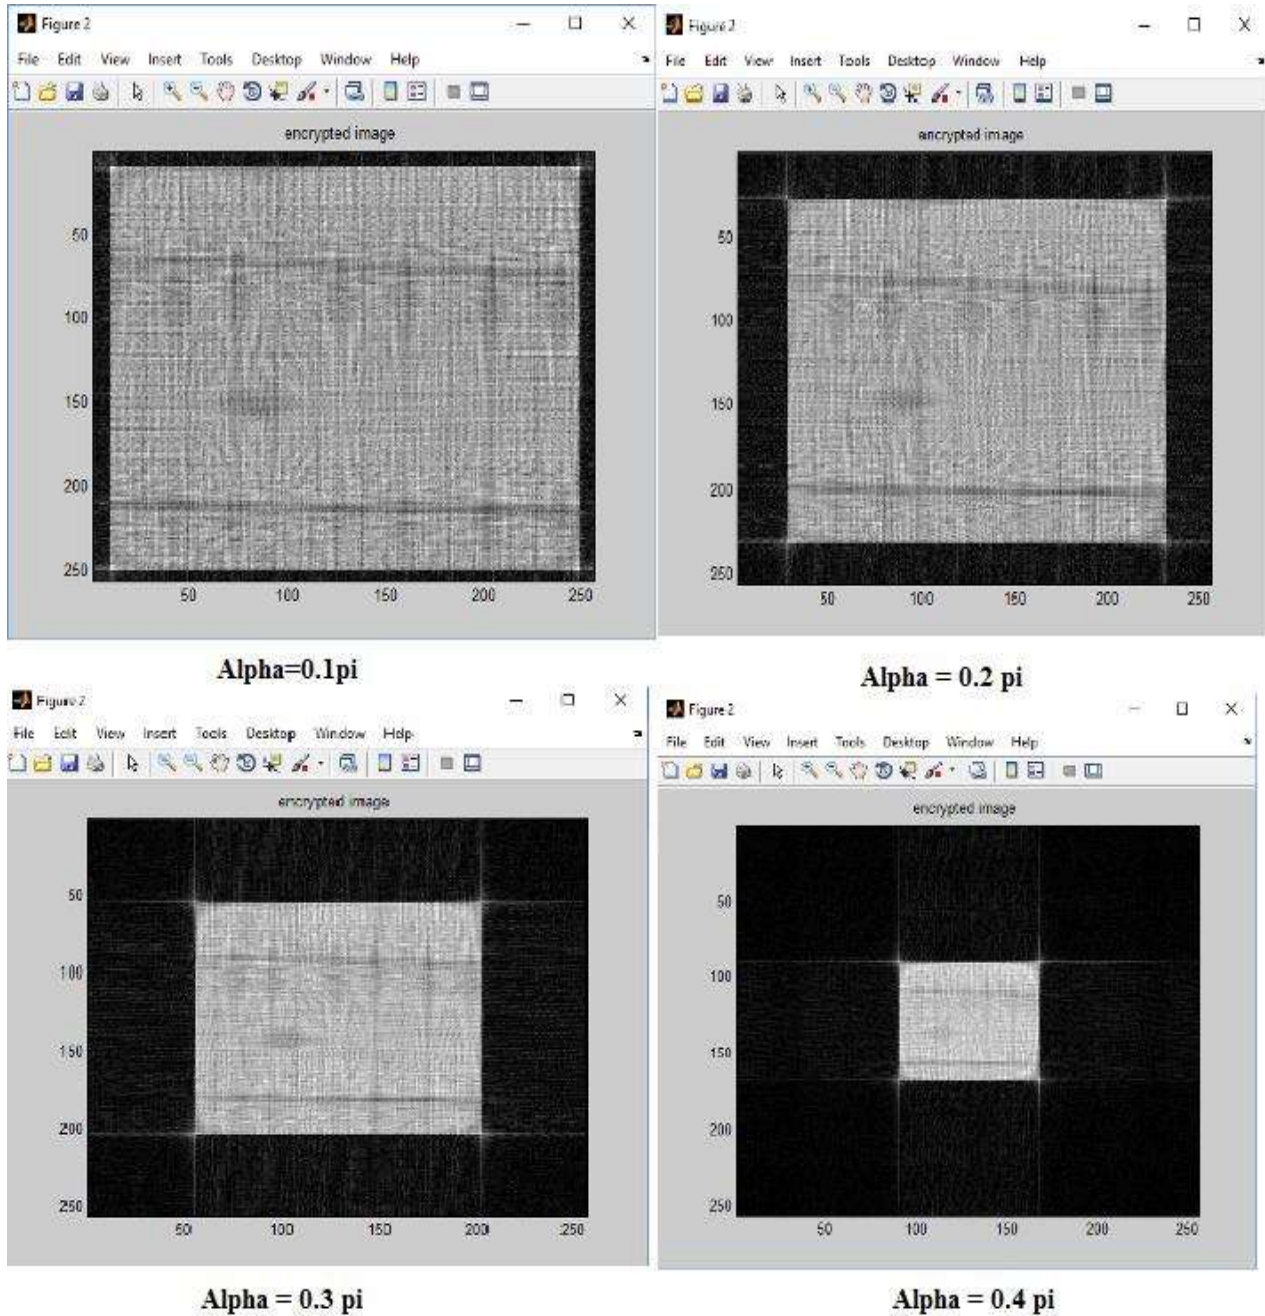 Figure 2
File Edit View Insert Tools Desktop Window Help
encrypted image
50
100
150
200
250
50 100 150 200 250
Alpha=0.1pi
Figure 2
File Edit View Insert Tools Desktop Window Help
encrypted image
50
100
150
200
250
50 100 150 200 250
Alpha = 0.2 pi
Figure 2
File Edit View Insert Tools Desktop Window Help
encrypted image
50
100
150
200
250
50 100 150 200 250
Alpha = 0.3 pi
Figure 2
File Edit View Insert Tools Desktop Window Help
encrypted image
50
100
150
200
250
50 100 150 200 250
Alpha = 0.4 pi